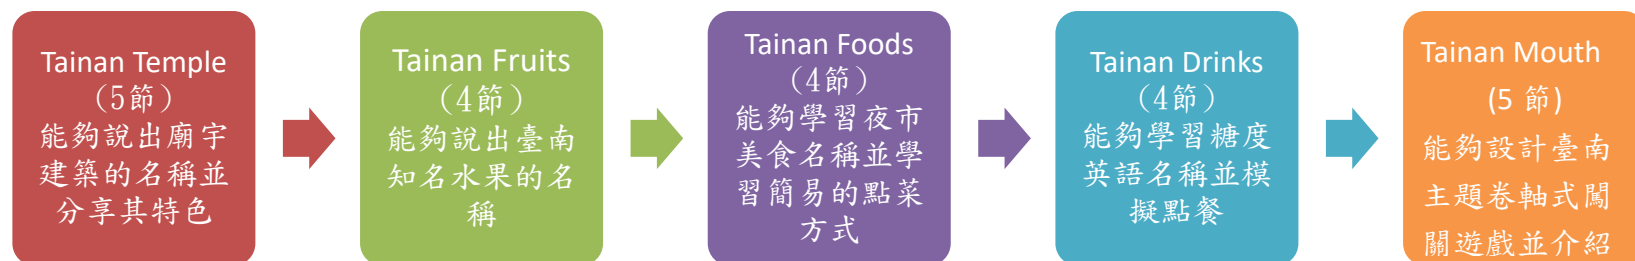 Tainan Temple
（5節）
能夠說出廟宇
建築的名稱並
分享其特色
Tainan Fruits
（4節）
能夠說出臺南
知名水果的名
稱
Tainan Foods
（4節）
能夠學習夜市
美食名稱並學
習簡易的點菜
方式
Tainan Drinks
（4節）
能夠學習糖度
英語名稱並模
擬點餐
Tainan Mouth
(5 節)
能夠設計臺南
主題卷軸式闖
關遊戲並介紹